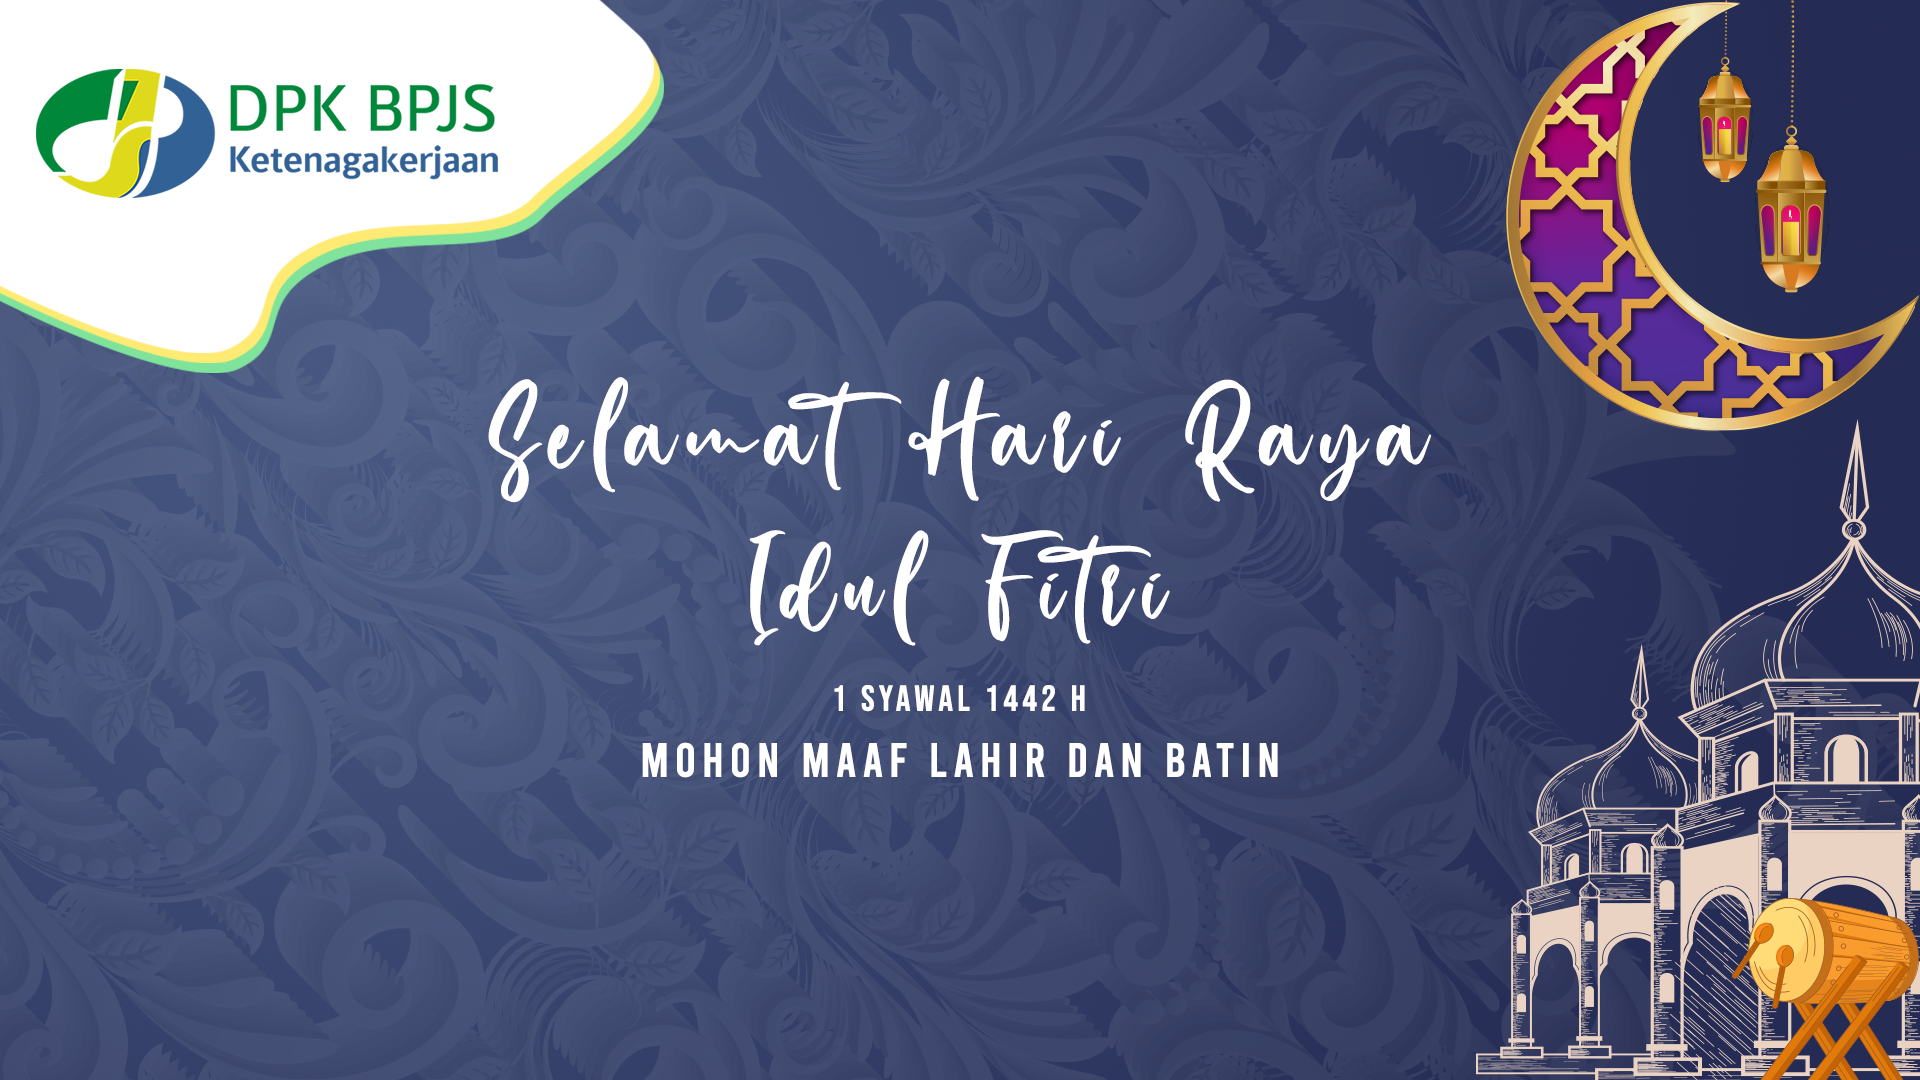 DPK BPJS
Ketenagakerjaan
Selamat Hari Raya
Idul Fitri
1 SYAWAL 1442 H
MOHON MAAF LAHIR DAN BATIN